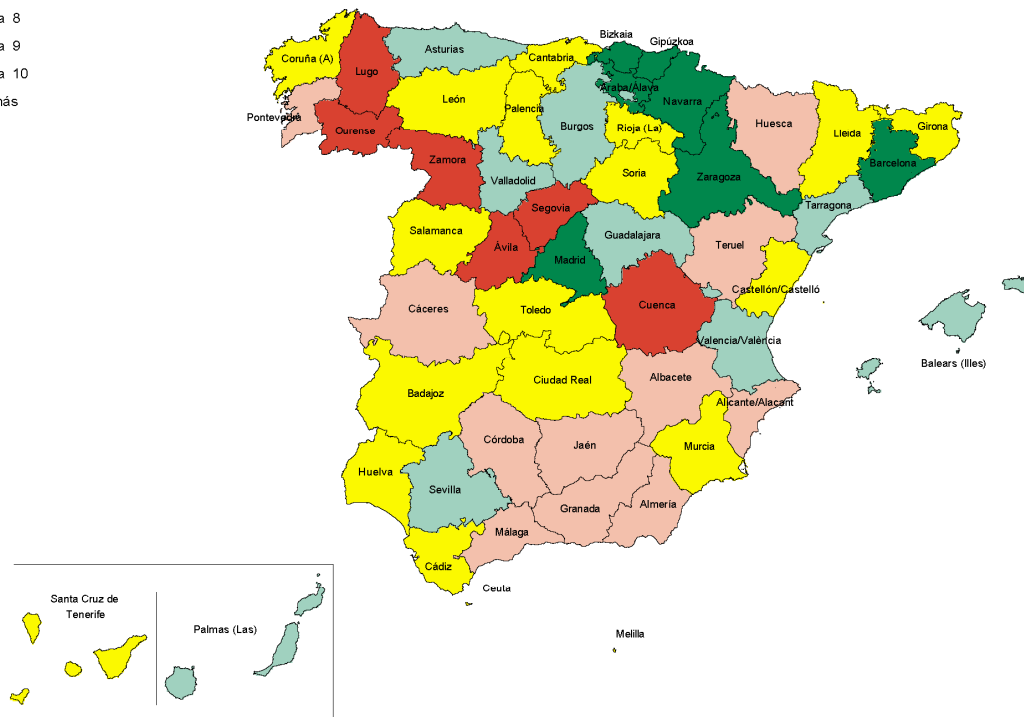 a 8
a 9
a 10
nás
Bizkaia
Gipúzkoa
Asturias
Coruña (A)
Cantabria
Lugo
Araba/Álava
León
Navarra
Palencia
Pontevedra
Huesca
Burgos
Rioja (La)
Girona
Ourense
Lleida
Zamora
Barcelona
Soria
Valladolid
Zaragoza
Segovia
Tarragona
Salamanca
Guadalajara
Ávila
Teruel
Madrid
Castellón/Castelló
Cáceres
Toledo
Cuenca
Valencia/València
Balears (Illes)
Albacete
Ciudad Real
Badajoz
Alicante/Alacant
Córdoba
Jaén
Murcia
Huelva
Sevilla
Almería
Granada
Málaga
Cádiz
Ceuta
Santa Cruz de
Tenerife
Palmas (Las)
Melilla